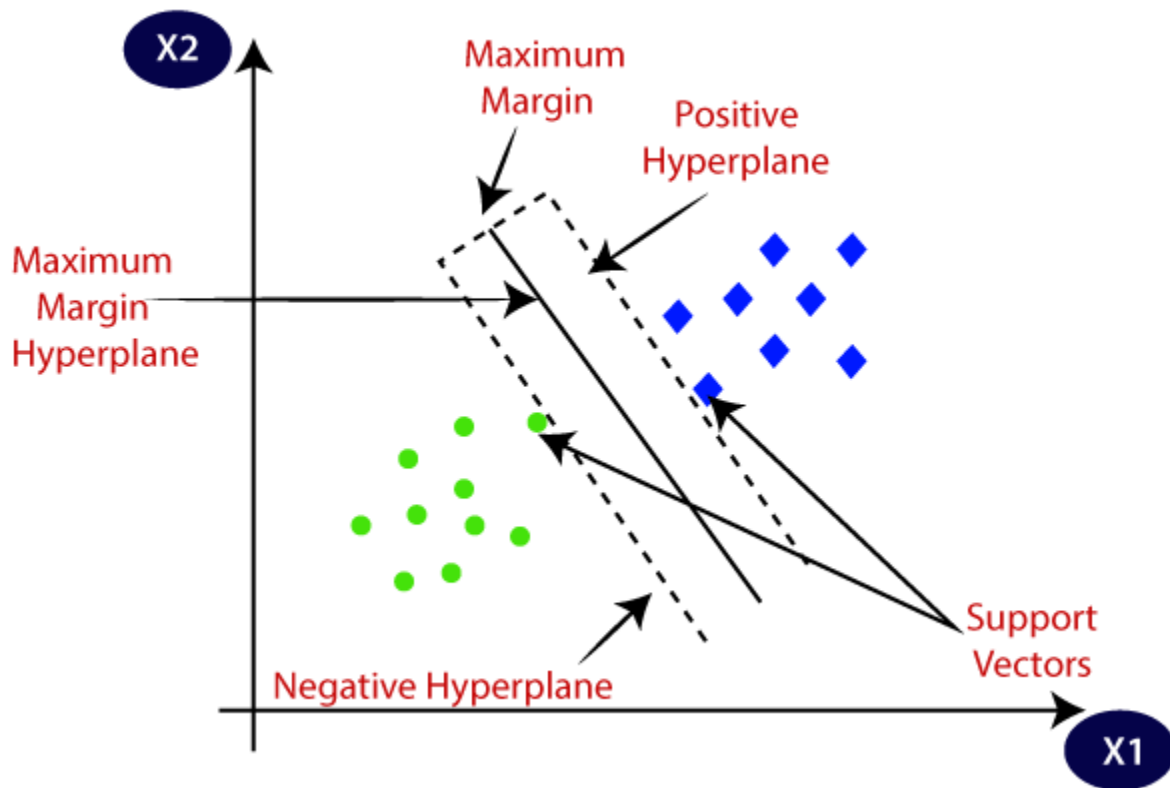 X2
Maximum
Margin
Positive
Hyperplane
Maximum
Margin
Hyperplane
Support
Vectors
Negative Hyperplane
X1